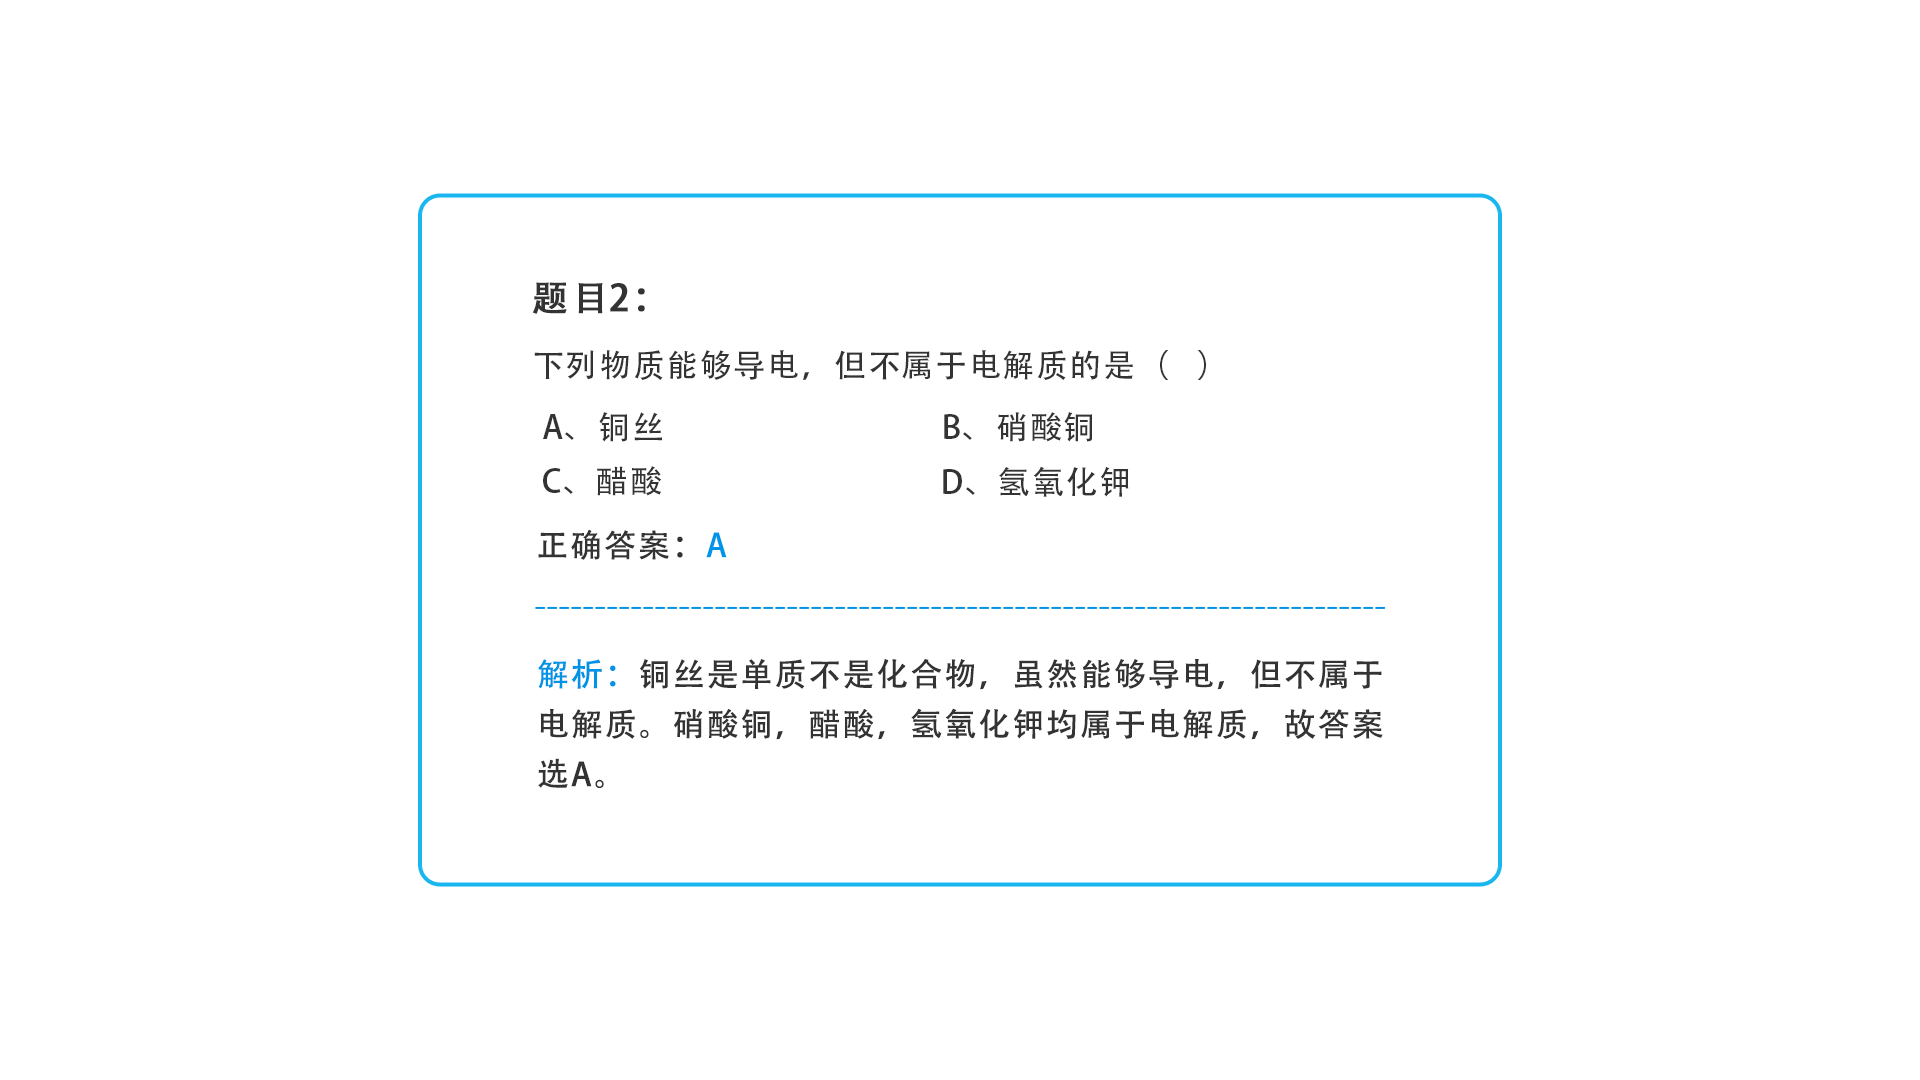 题目2：
下列物质能够导电，但不属于电解质的是（ ）
A、铜丝 B、硝酸铜
C、醋酸 D、氢氧化钾
正确答案：A
解析：铜丝是单质不是化合物，虽然能够导电，但不属于
电解质。硝酸铜，醋酸，氢氧化钾均属于电解质，故答案
选A。